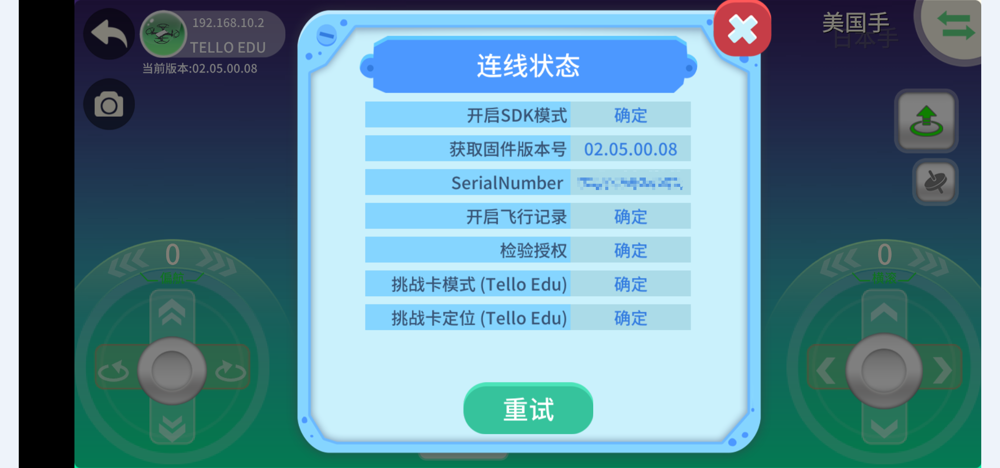 192.168.10.2
TELLO EDU
当前版本:02.05.00.08
美国手
日本手
连线状态
开启SDK模式 确定
获取固件版本号 02.05.00.08
SerialNumber
开启飞行记录 确定
检验授权 确定
挑战卡模式 (Tello Edu) 确定
挑战卡定位 (Tello Edu) 确定
重试
0
偏航
0
横滚